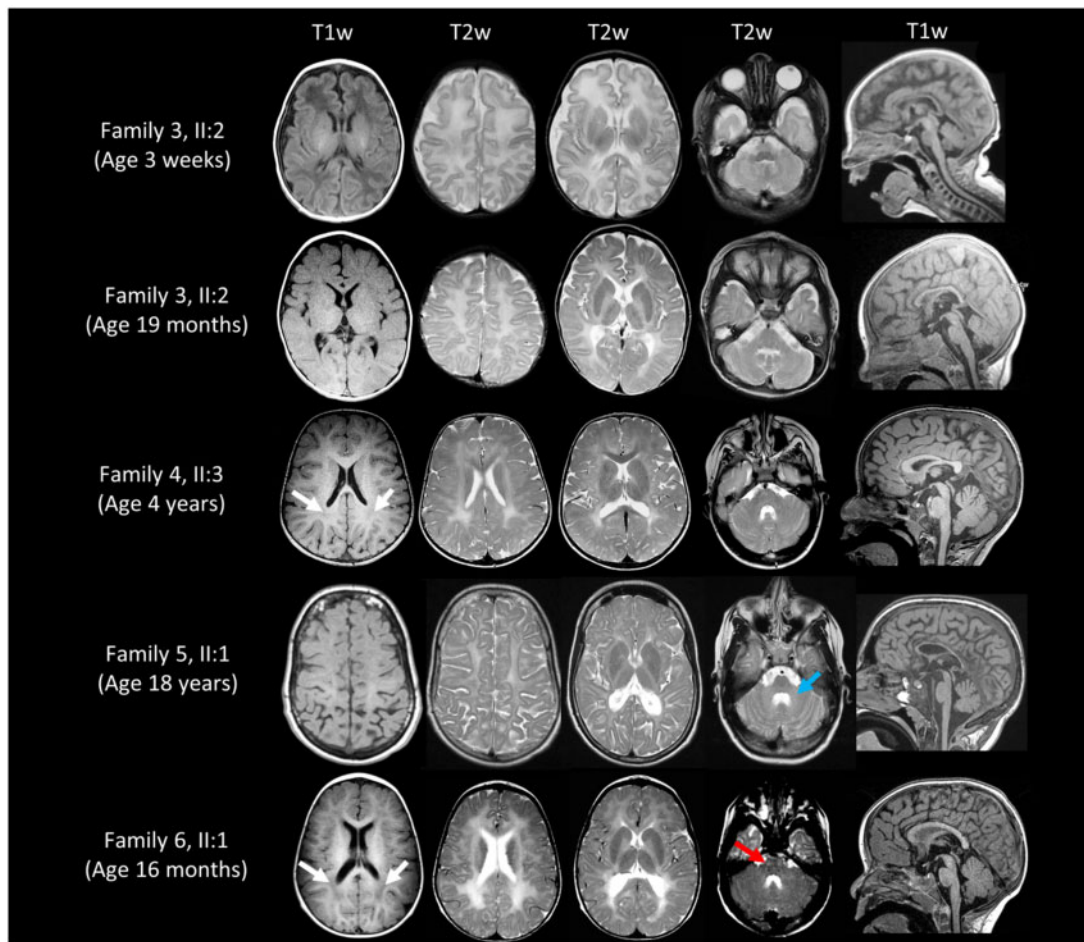 T1w T2w T2w T2w T1w
Family 3, II:2
(Age 3 weeks)
Family 3, II:2
(Age 19 months)
Family 4, II:3
(Age 4 years)
Family 5, II:1
(Age 18 years)
Family 6, II:1
(Age 16 months)